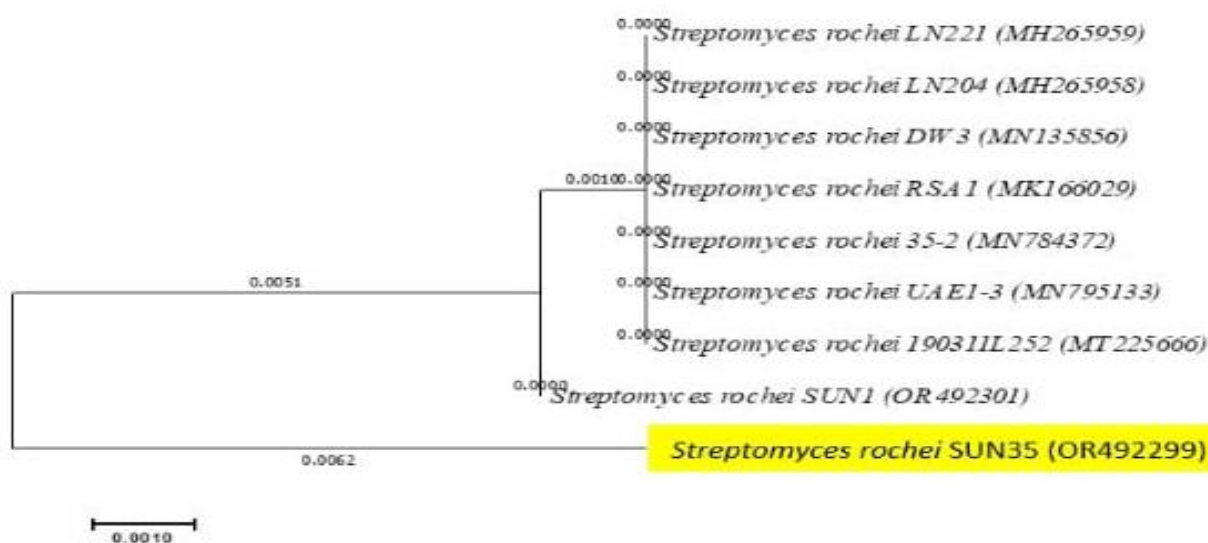 0.0000 Streptomyces rochei LN221 (MH265959)
0.0000 Streptomyces rochei LN204 (MH265958)
0.0000 Streptomyces rochei DW3 (MN135856)
0.0010 0.0000 Streptomyces rochei RSA1 (MK166029)
0.0000 Streptomyces rochei 35-2 (MN784372)
0.0051 0.0000 Streptomyces rochei UAE1-3 (MN795133)
0.0000 Streptomyces rochei 19031IL252 (MT225666)
0.0000 Streptomyces rochei SUN1 (OR492301)
Streptomyces rochei SUN35 (OR492299)
0.0062
0.0010